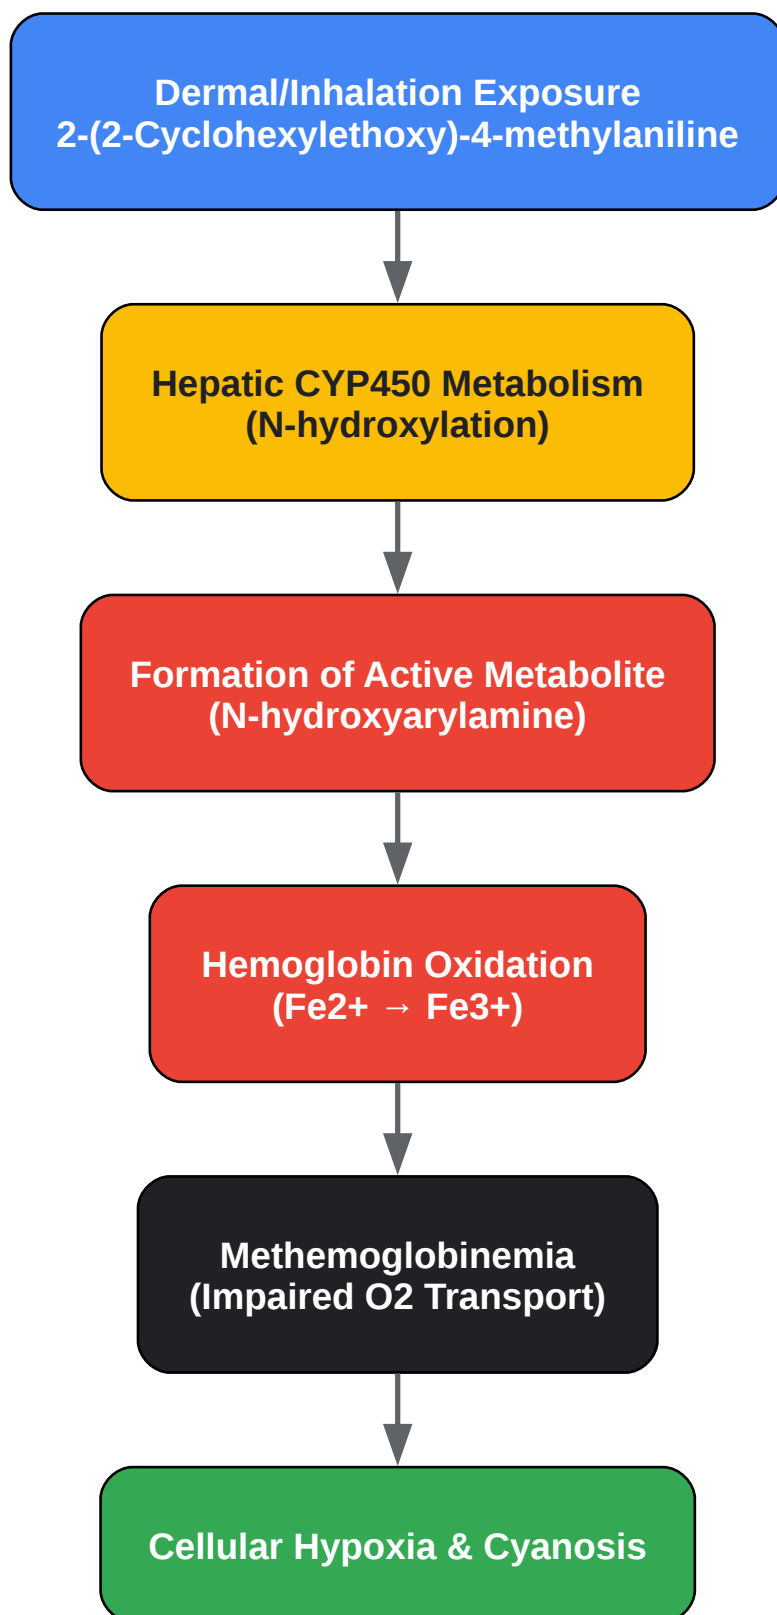 Dermal/Inhalation Exposure
2-(2-Cyclohexylethoxy)-4-methylaniline
Hepatic CYP450 Metabolism
(N-hydroxylation)
Formation of Active Metabolite
(N-hydroxyarylamine)
Hemoglobin Oxidation
(Fe2+ → Fe3+)
Methemoglobinemia
(Impaired O2 Transport)
Cellular Hypoxia & Cyanosis